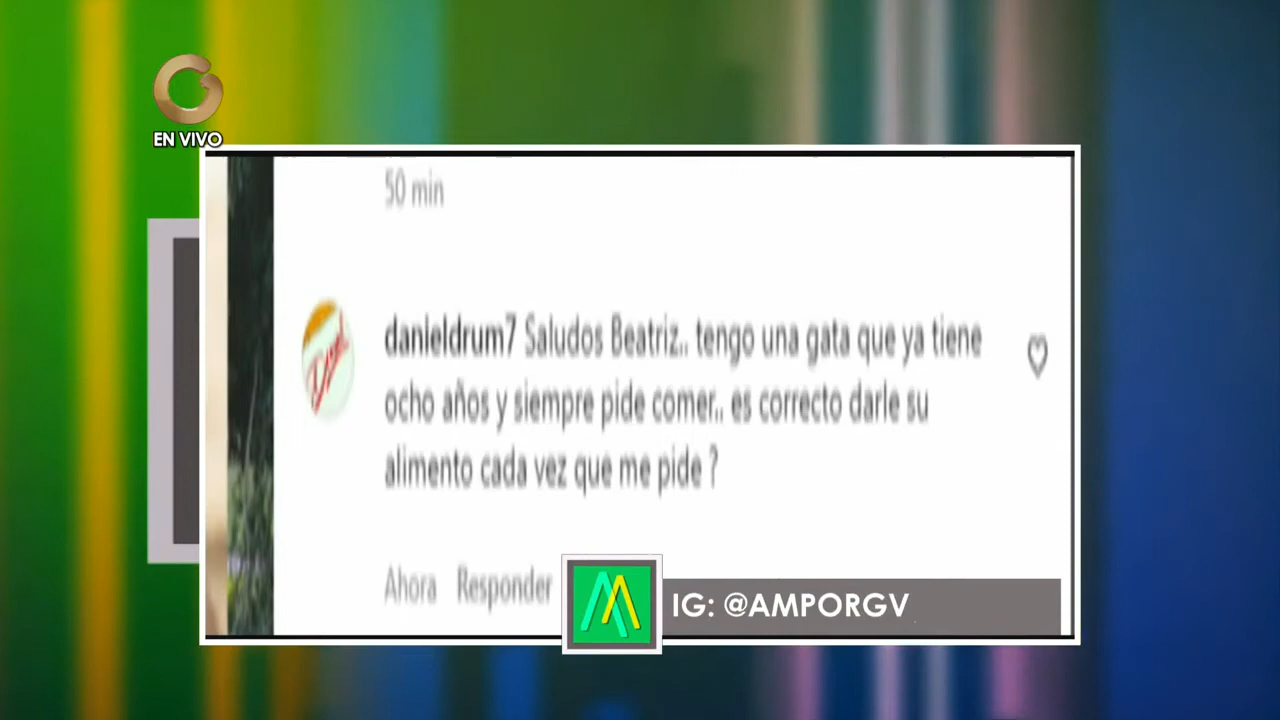 EN VIVO
50 min
danieldrum7 Saludos Beatriz.. tengo una gata que ya tiene
ocho años y siempre pide comer.. es correcto darle su
alimento cada vez que me pide ?
Ahora Responder
IG: @AMPORGV